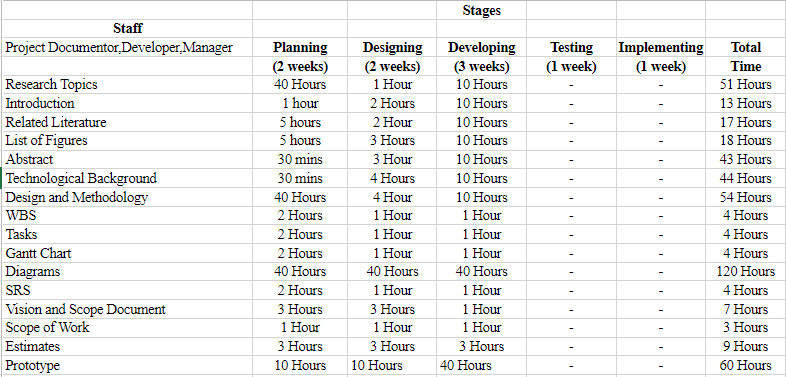 Stages
Staff
Project Documentor,Developer,Manager Planning Designing Developing Testing Implementing Total
(2 weeks) (2 weeks) (3 weeks) (1 week) (1 week) Time
Research Topics 40 Hours 1 Hour 10 Hours - - 51 Hours
Introduction 1 hour 2 Hours 10 Hours - - 13 Hours
Related Literature 5 hours 2 Hour 10 Hours - - 17 Hours
List of Figures 5 hours 3 Hours 10 Hours - - 18 Hours
Abstract 30 mins 3 Hour 10 Hours - - 43 Hours
Technological Background 30 mins 4 Hours 10 Hours - - 44 Hours
Design and Methodology 40 Hours 4 Hour 10 Hours - - 54 Hours
WBS 2 Hours 1 Hour 1 Hour - - 4 Hours
Tasks 2 Hours 1 Hour 1 Hour - - 4 Hours
Gantt Chart 2 Hours 1 Hour 1 Hour - - 4 Hours
Diagrams 40 Hours 40 Hours 40 Hours - - 120 Hours
SRS 2 Hours 1 Hour 1 Hour - - 4 Hours
Vision and Scope Document 3 Hours 3 Hours 1 Hour - - 7 Hours
Scope of Work 1 Hour 1 Hour 1 Hour - - 3 Hours
Estimates 3 Hours 3 Hours 3 Hours - - 9 Hours
Prototype 10 Hours 10 Hours 40 Hours - - 60 Hours